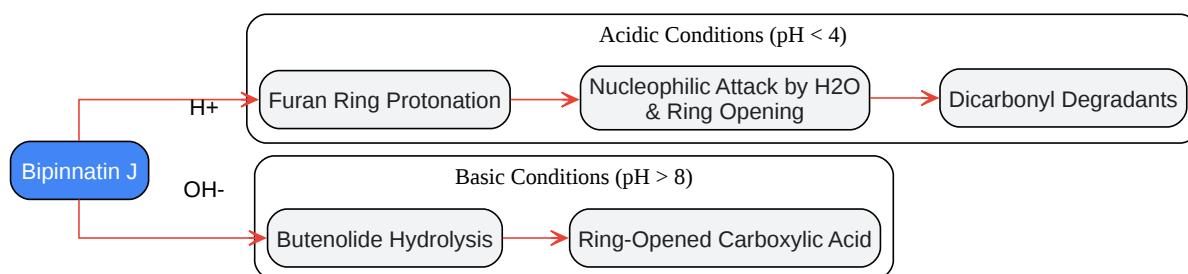 Acidic Conditions (pH < 4)
Furan Ring Protonation
Nucleophilic Attack by H2O
& Ring Opening
Dicarbonyl Degradants
H+
Bipinnatin J
OH-
Basic Conditions (pH > 8)
Butenolide Hydrolysis
Ring-Opened Carboxylic Acid